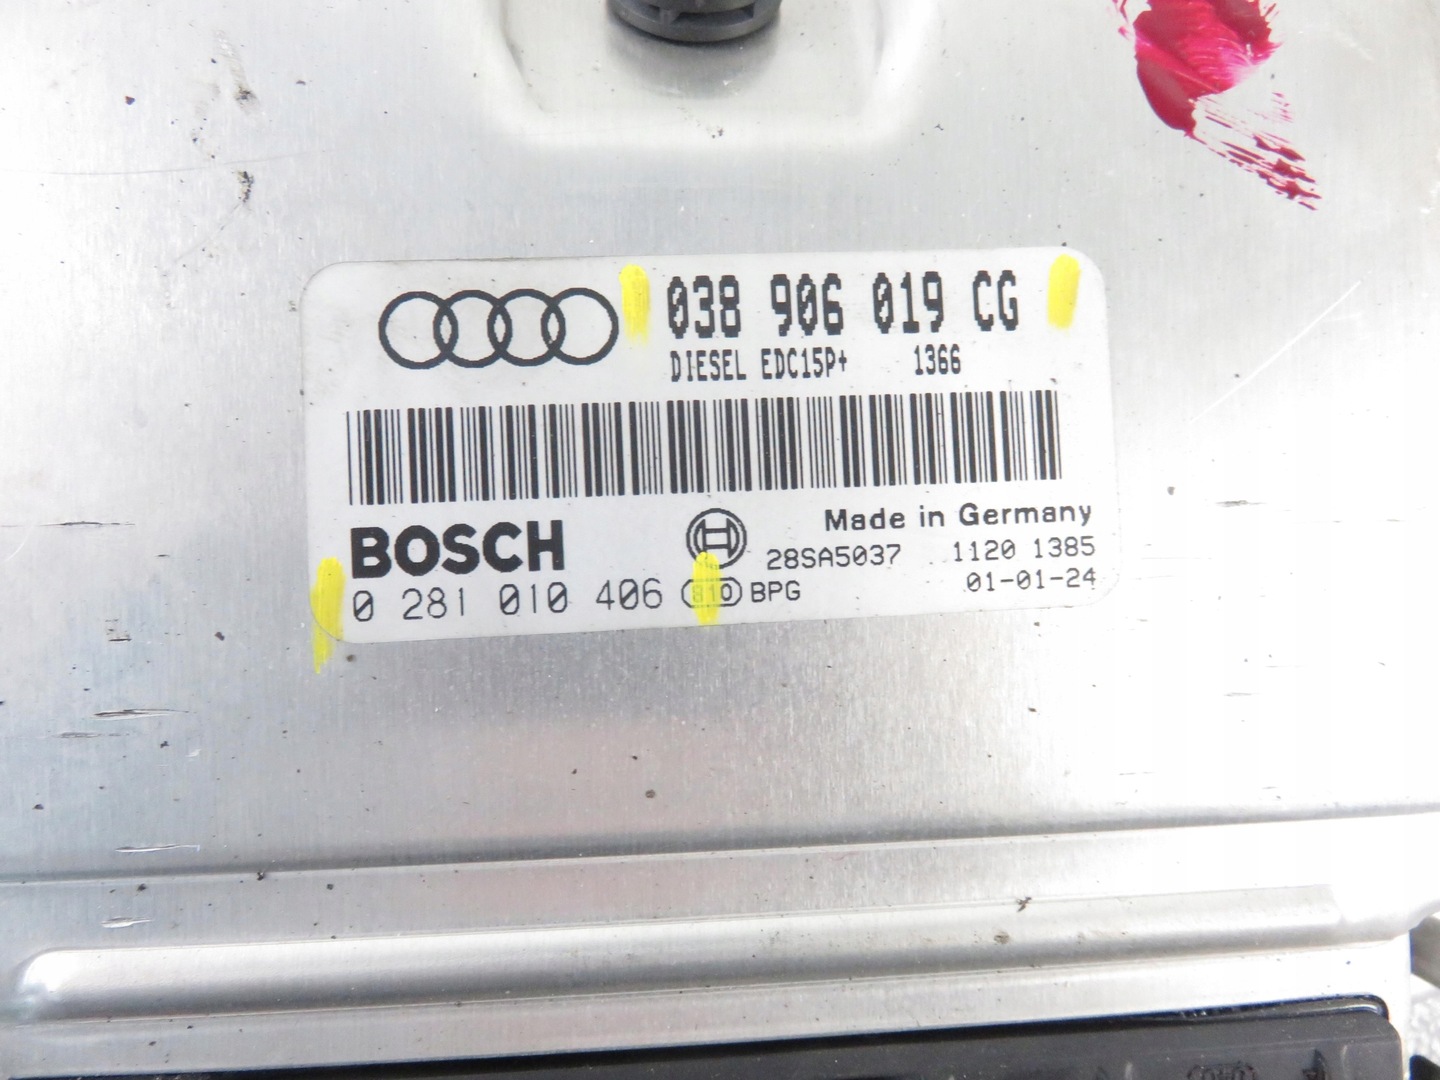 038 906 019 CG
DIESEL EDC15P+ 1366
Made in Germany
BOSCH
28SA5037 1120 1385
0 281 010 406 810 BPG 01-01-24